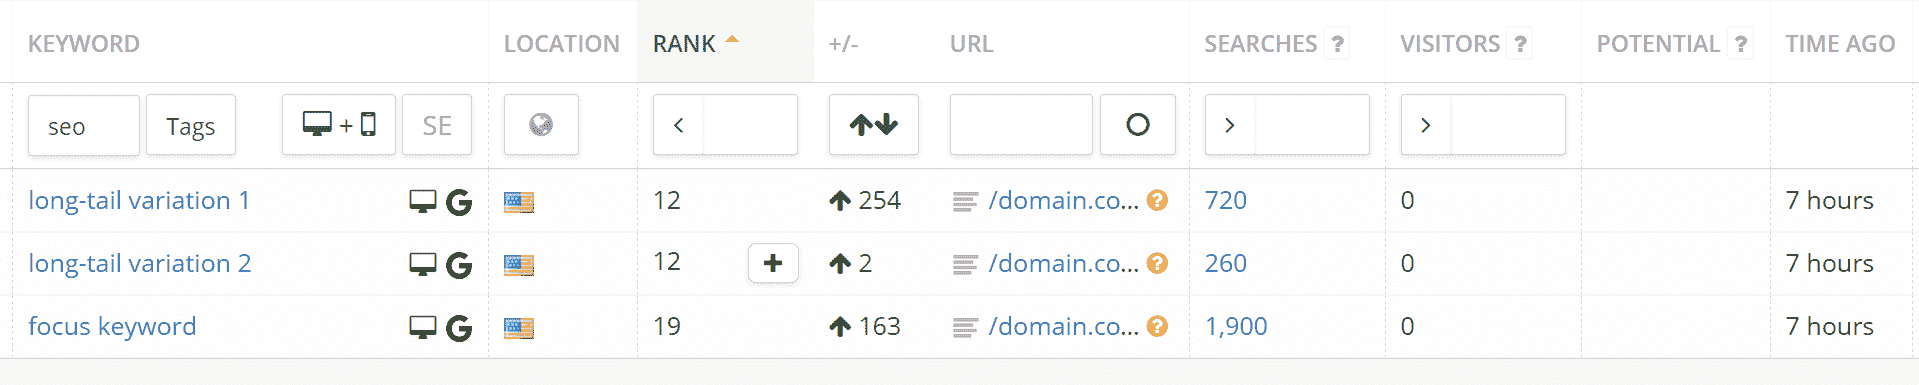 KEYWORD LOCATION RANK +/- URL SEARCHES ? VISITORS ? POTENTIAL ? TIME AGO
seo Tags + SE < > >
long-tail variation 1 G 12 254 /domain.co... ? 720 0 7 hours
long-tail variation 2 G 12 + 2 /domain.co... ? 260 0 7 hours
focus keyword G 19 163 /domain.co... ? 1,900 0 7 hours